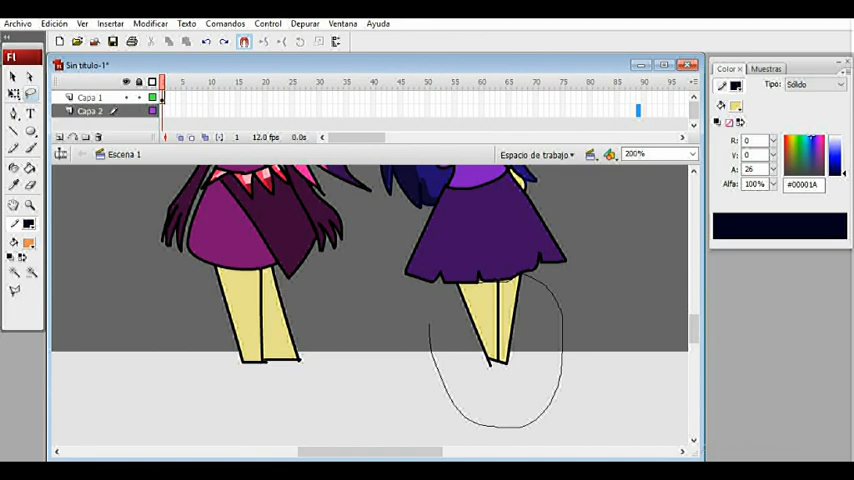 Archivo Edición Ver Insertar Modificar Texto Comandos Control Depurar Ventana Ayuda
Fl
Sin título-1*
5 10 15 20 25 30 35 40 45 50 55 60 65 70 75 80 85 90 95
Capa 1
Capa 2
1 12.0 fps 0.0s
Escena 1 Espacio de trabajo 200%
Color Muestras
Tipo: Sólido
R: 0
V: 0
A: 26
Alfa: 100% #00001A